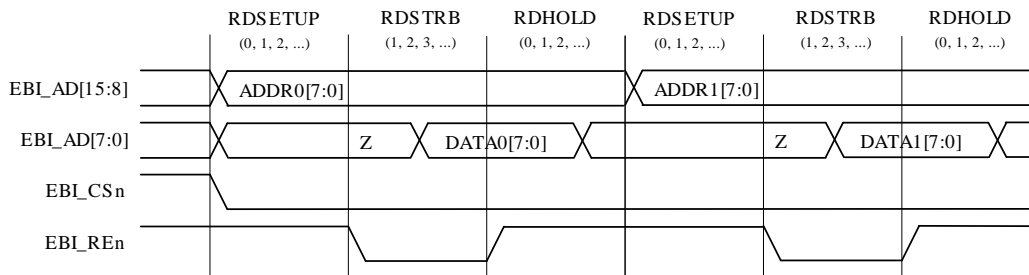 RDSETUP RDSTRB RDHOLD RDSETUP RDSTRB RDHOLD
(0, 1, 2, ...) (1, 2, 3, ...) (0, 1, 2, ...) (0, 1, 2, ...) (1, 2, 3, ...) (0, 1, 2, ...)
EBI_AD[15:8] ADDR0[7:0] ADDR1[7:0]
EBI_AD[7:0] Z DATA0[7:0] Z DATA1[7:0]
EBI_CSn
EBI_REn